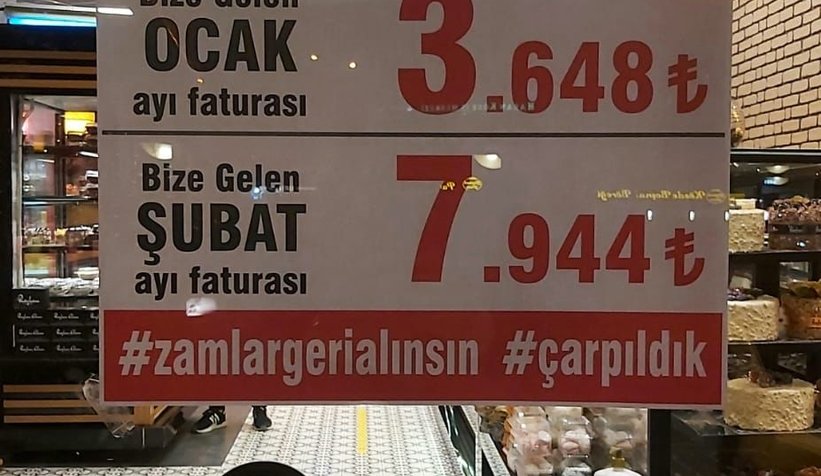 Bize Gelen
OCAK
ayı faturası
3.648₺
Bize Gelen
ŞUBAT
ayı faturası
7.944₺
#zamlargerialınsın #çarpıldık